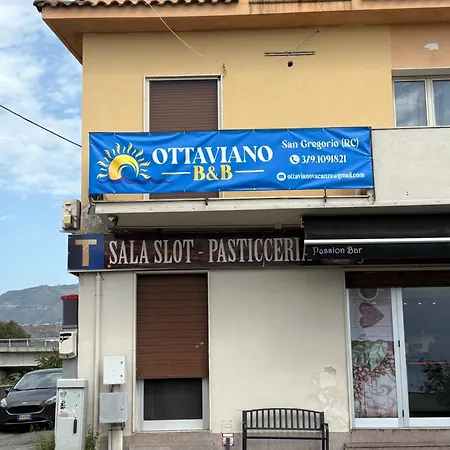 OTTAVIANO
B&B
San Gregorio (RC)
379.1091821
ottavianovacanze@gmail.com
T SALA SLOT - PASTICCERIA
Passion Bar